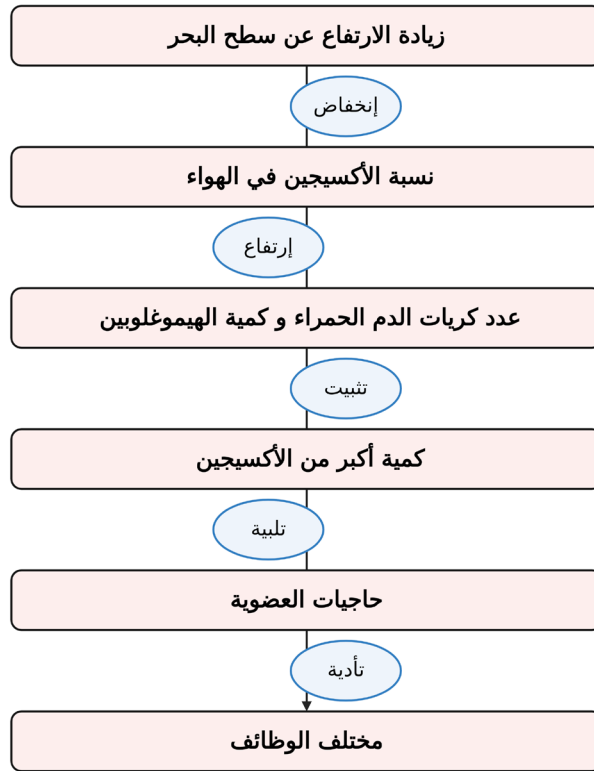 زيادة الارتفاع عن سطح البحر
إنخفاض
نسبة الأكسيجين في الهواء
إرتفاع
عدد كريات الدم الحمراء و كمية الهيموغلوبين
تثبيت
كمية أكبر من الأكسيجين
تلبية
حاجيات العضوية
تأدية
مختلف الوظائف